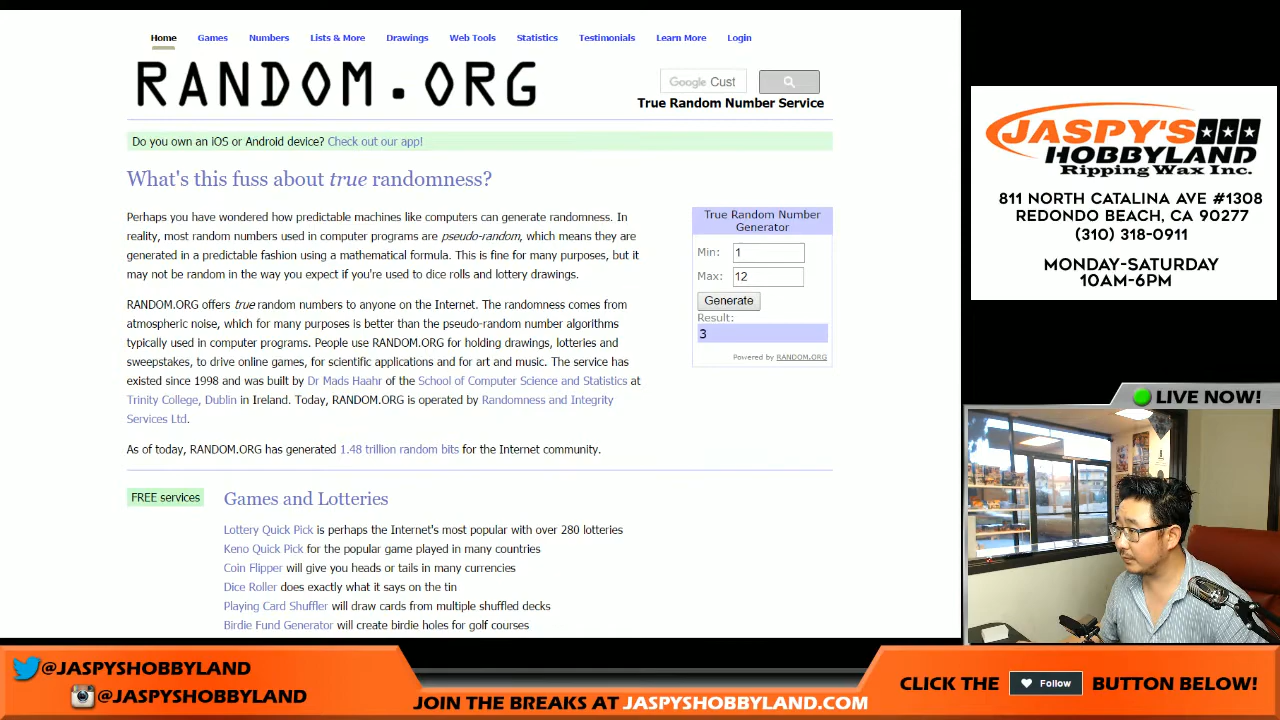 Home Games Numbers Lists & More Drawings Web Tools Statistics Testimonials Learn More Login
RANDOM.ORG
Google Cust
True Random Number Service
Do you own an iOS or Android device? Check out our app!
What's this fuss about true randomness?
Perhaps you have wondered how predictable machines like computers can generate randomness. In
reality, most random numbers used in computer programs are pseudo-random, which means they are
generated in a predictable fashion using a mathematical formula. This is fine for many purposes, but it
may not be random in the way you expect if you're used to dice rolls and lottery drawings.
RANDOM.ORG offers true random numbers to anyone on the Internet. The randomness comes from
atmospheric noise, which for many purposes is better than the pseudo-random number algorithms
typically used in computer programs. People use RANDOM.ORG for holding drawings, lotteries and
sweepstakes, to drive online games, for scientific applications and for art and music. The service has
existed since 1998 and was built by Dr Mads Haahr of the School of Computer Science and Statistics at
Trinity College, Dublin in Ireland. Today, RANDOM.ORG is operated by Randomness and Integrity
Services Ltd.
As of today, RANDOM.ORG has generated 1.48 trillion random bits for the Internet community.
True Random Number
Generator
Min: 1
Max: 12
Generate
Result:
3
Powered by RANDOM.ORG
FREE services
Games and Lotteries
Lottery Quick Pick is perhaps the Internet's most popular with over 280 lotteries
Keno Quick Pick for the popular game played in many countries
Coin Flipper will give you heads or tails in many currencies
Dice Roller does exactly what it says on the tin
Playing Card Shuffler will draw cards from multiple shuffled decks
Birdie Fund Generator will create birdie holes for golf courses
JASPY'S
HOBBYLAND
Ripping Wax Inc.
811 NORTH CATALINA AVE #1308
REDONDO BEACH, CA 90277
(310) 318-0911
MONDAY-SATURDAY
10AM-6PM
LIVE NOW!
@JASPYSHOBBYLAND
@JASPYSHOBBYLAND
JOIN THE BREAKS AT JASPYSHOBBYLAND.COM
CLICK THE Follow BUTTON BELOW!